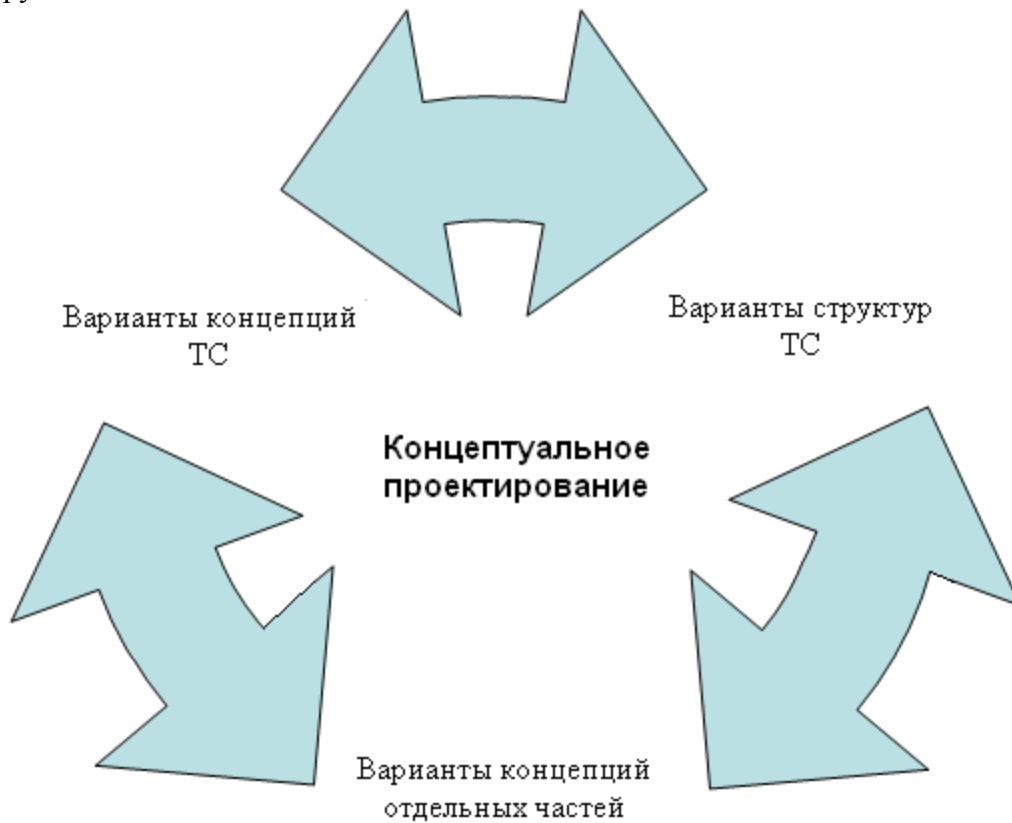 Варианты концепций
ТС
Варианты структур
ТС
Концептуальное
проектирование
Варианты концепций
отдельных частей